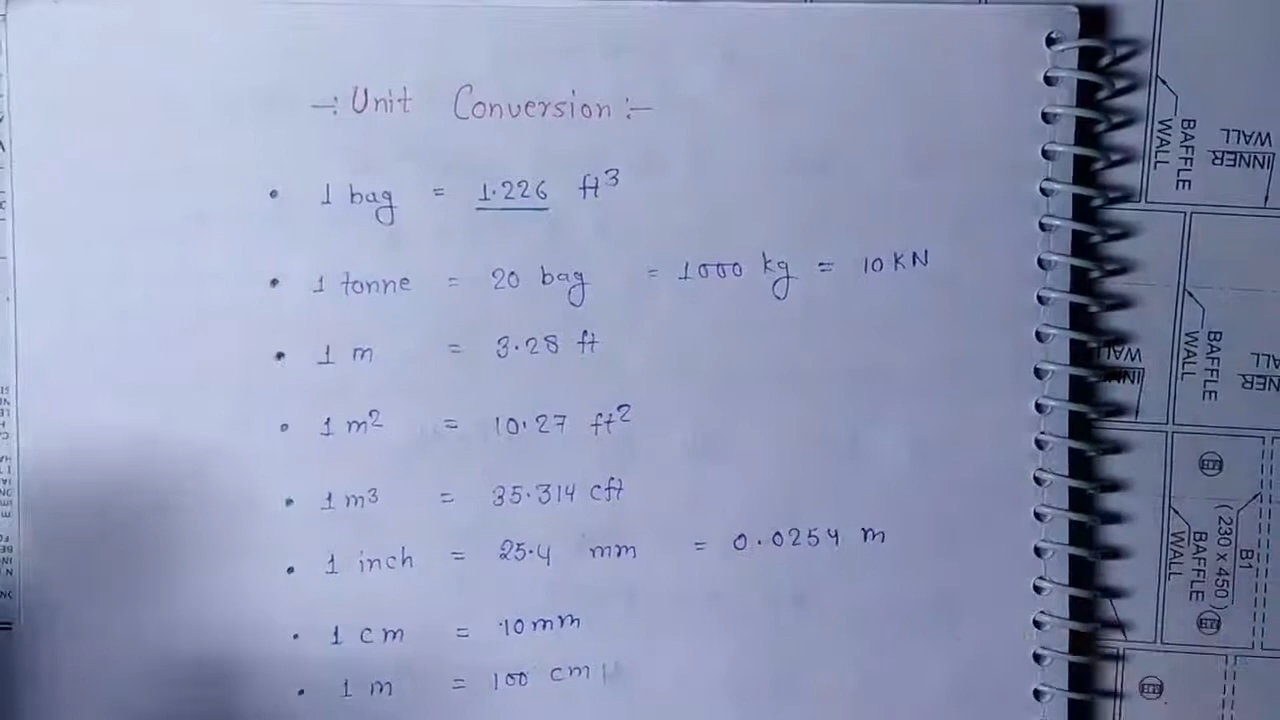 -: Unit Conversion :-
• 1 bag = 1.226 ft3
• 1 tonne = 20 bag = 1000 kg = 10 KN
• 1 m = 3.28 ft
• 1 m2 = 10.27 ft2
• 1 m3 = 35.314 cft
• 1 inch = 25.4 mm = 0.0254 m
• 1 cm = 10mm
• 1 m = 100 cm
BAFFLE
WALL
INNER
WALL
BAFFLE
WALL
INNER
WALL
B1
(230 x 450)
BAFFLE
WALL